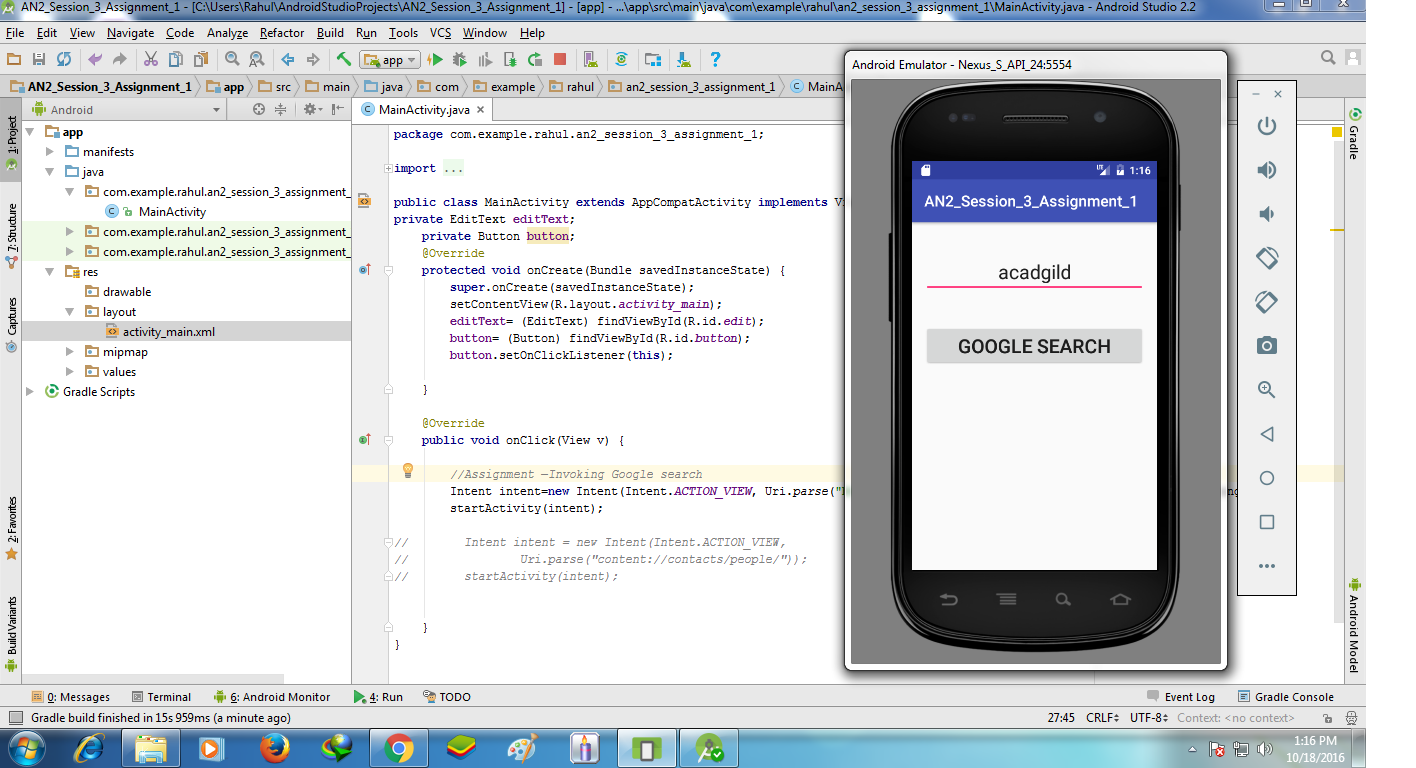 AN2_Session_3_Assignment_1 - [C:\Users\Rahul\AndroidStudioProjects\AN2_Session_3_Assignment_1] - [app] - ...\app\src\main\java\com\example\rahul\an2_session_3_assignment_1\MainActivity.java - Android Studio 2.2
File Edit View Navigate Code Analyze Refactor Build Run Tools VCS Window Help
app
AN2_Session_3_Assignment_1 app src main java com example rahul an2_session_3_assignment_1 MainA
Android
MainActivity.java
1: Project
7: Structure
Captures
2: Favorites
Build Variants
app
manifests
java
com.example.rahul.an2_session_3_assignment_
MainActivity
com.example.rahul.an2_session_3_assignment_
com.example.rahul.an2_session_3_assignment_
res
drawable
layout
activity_main.xml
mipmap
values
Gradle Scripts
package com.example.rahul.an2_session_3_assignment_1;
import ...
public class MainActivity extends AppCompatActivity implements Vi
private EditText editText;
private Button button;
@Override
protected void onCreate(Bundle savedInstanceState) {
super.onCreate(savedInstanceState);
setContentView(R.layout.activity_main);
editText= (EditText) findViewById(R.id.edit);
button= (Button) findViewById(R.id.button);
button.setOnClickListener(this);
}
@Override
public void onClick(View v) {
//Assignment —Invoking Google search
Intent intent=new Intent(Intent.ACTION_VIEW, Uri.parse("
startActivity(intent);
// Intent intent = new Intent(Intent.ACTION_VIEW,
// Uri.parse("content://contacts/people/"));
// startActivity(intent);
}
}
Android Emulator - Nexus_S_API_24:5554
LTE 1:16
AN2_Session_3_Assignment_1
acadgild
GOOGLE SEARCH
Gradle
Android Model
0: Messages Terminal 6: Android Monitor 4: Run TODO Event Log Gradle Console
Gradle build finished in 15s 959ms (a minute ago) 27:45 CRLF UTF-8 Context: <no context>
1:16 PM
10/18/2016